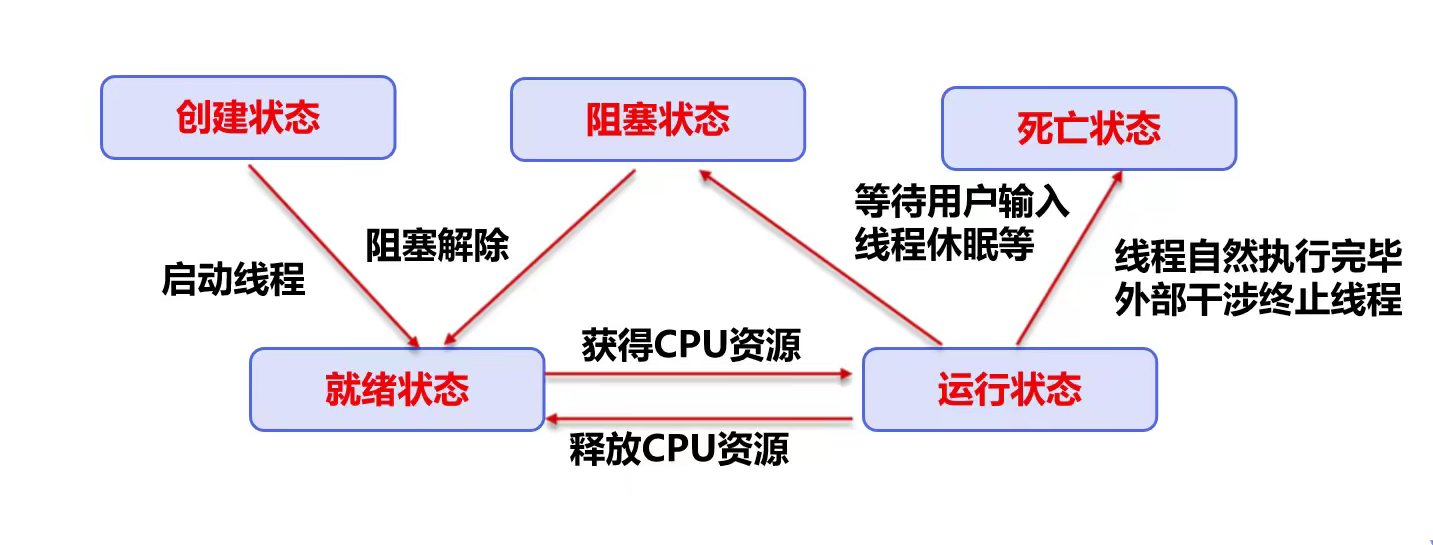 创建状态
阻塞状态
死亡状态
等待用户输入
线程休眠等
阻塞解除
启动线程
线程自然执行完毕
外部干涉终止线程
获得CPU资源
就绪状态
运行状态
释放CPU资源